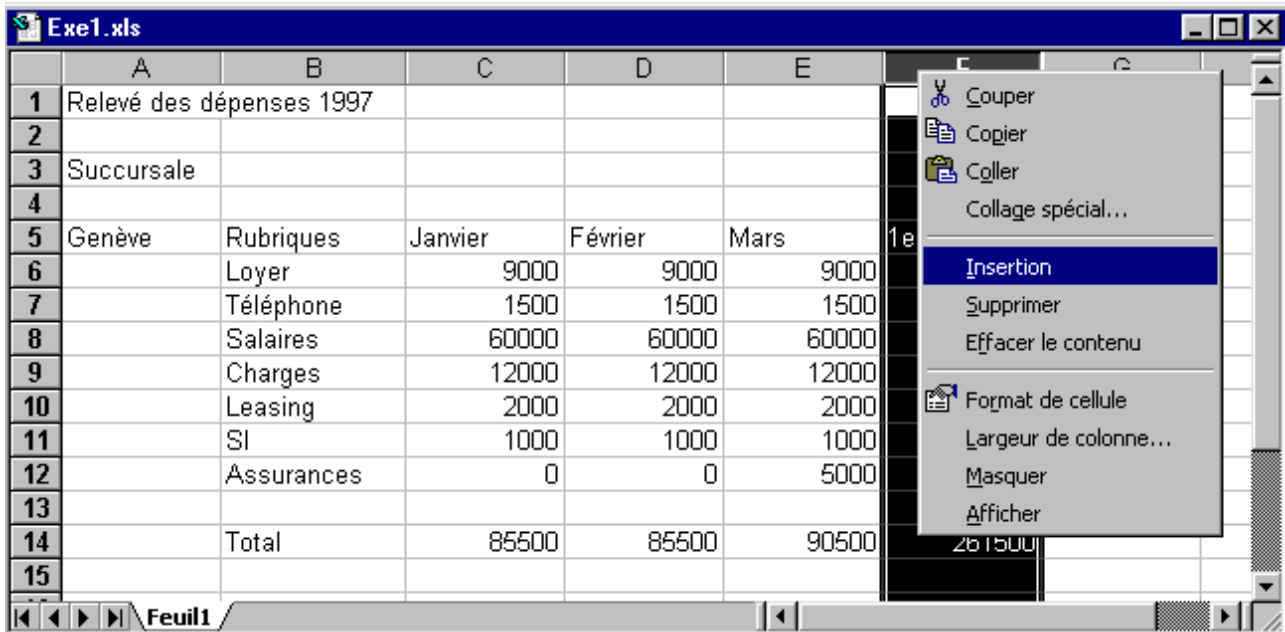 Exe1.xls
A B C D E F G
1 Relevé des dépenses 1997
2
3 Succursale
4
5 Genève Rubriques Janvier Février Mars 1e
6 Loyer 9000 9000 9000
7 Téléphone 1500 1500 1500
8 Salaires 60000 60000 60000
9 Charges 12000 12000 12000
10 Leasing 2000 2000 2000
11 SI 1000 1000 1000
12 Assurances 0 0 5000
13
14 Total 85500 85500 90500 261500
15
Feuil1
Couper
Copier
Coller
Collage spécial...
Insertion
Supprimer
Effacer le contenu
Format de cellule
Largeur de colonne...
Masquer
Afficher